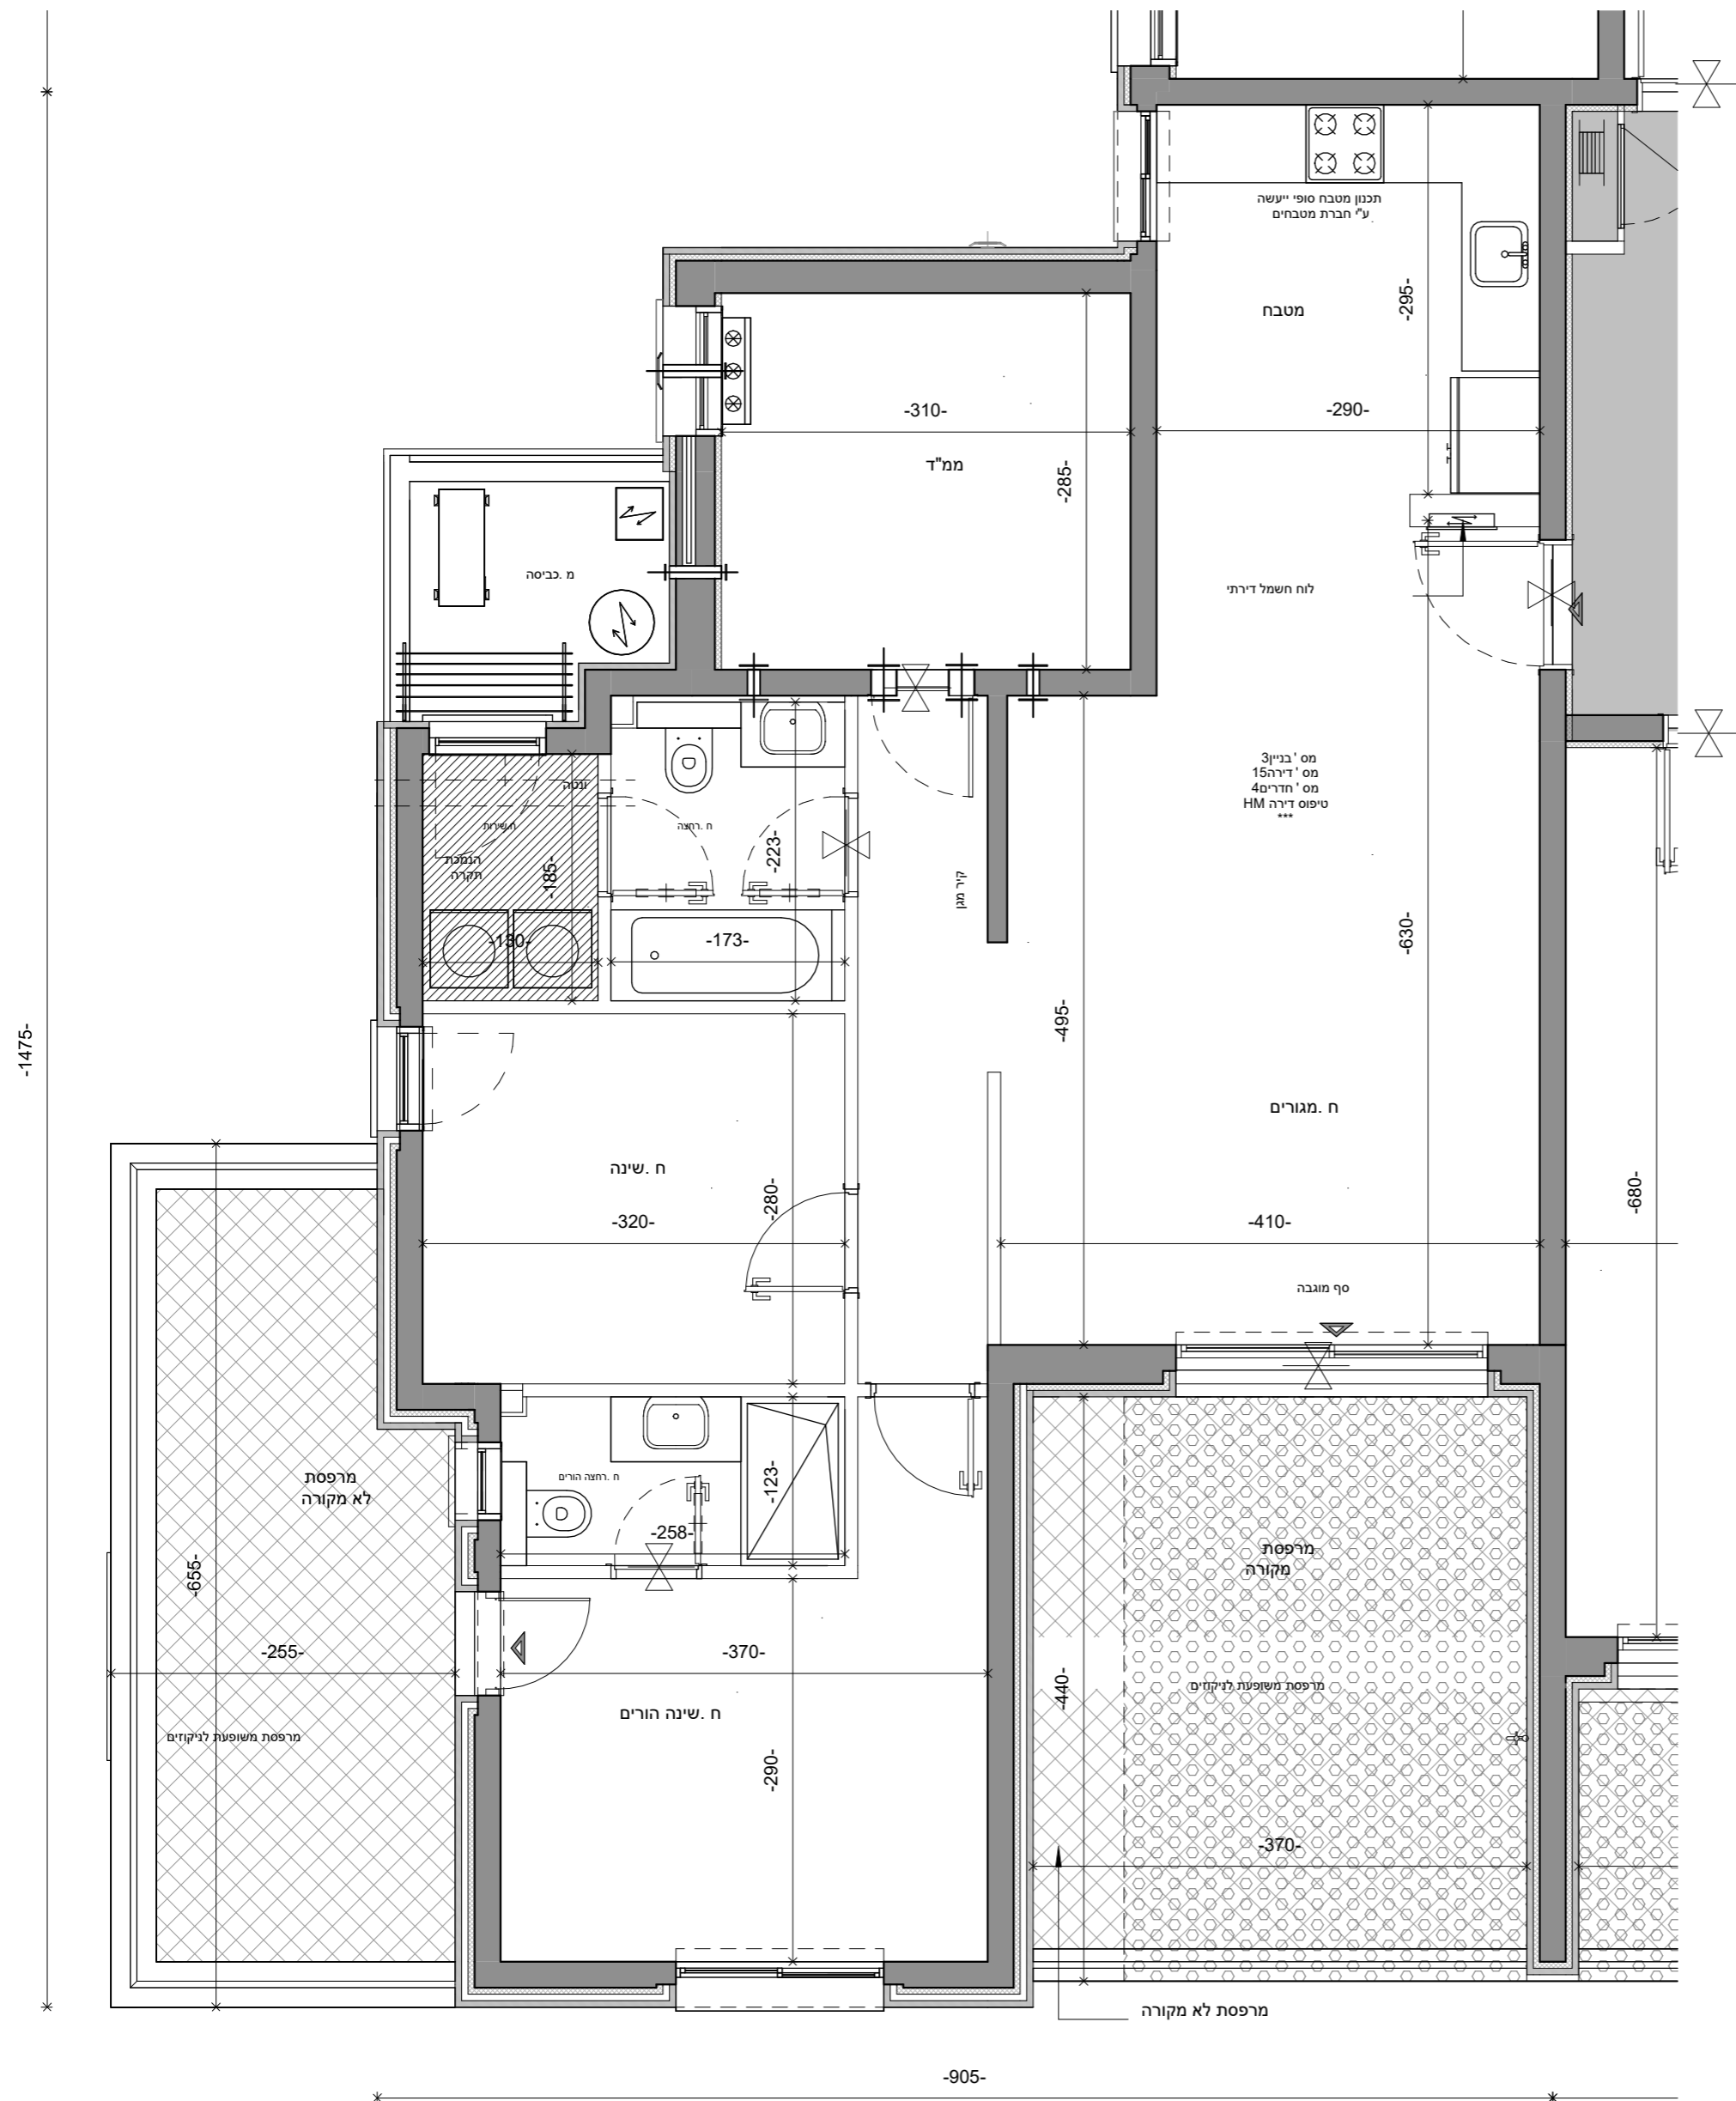 תכנון מטבח סופי ייעשה
ע"י חברת מטבחים.
-295-
מטבח
-310-
-290-
ממ"ד
-285-
מ .כביסה
לוח חשמל דירתי
מס ' בניין3
מס ' דירה15
מס ' חדרים4
טיפוס דירה HM
***
ונטה
ח.שירות
ח .רחצה
הנמכת
תקרה
-185-
-223-
קיר מגן
-630-
-130-
-173-
-495-
-1475-
ח .מגורים
ח .שינה
-280-
-320-
-410-
-680-
סף מוגבה
מרפסת
לא מקורה
ח .רחצה הורים
-123-
-258-
מרפסת
מקורה
-655-
-255-
-370-
-440-
מרפסת משופעת לניקוזים
ח .שינה הורים
מרפסת משופעת לניקוזים
-290-
-370-
מרפסת לא מקורה
-905-